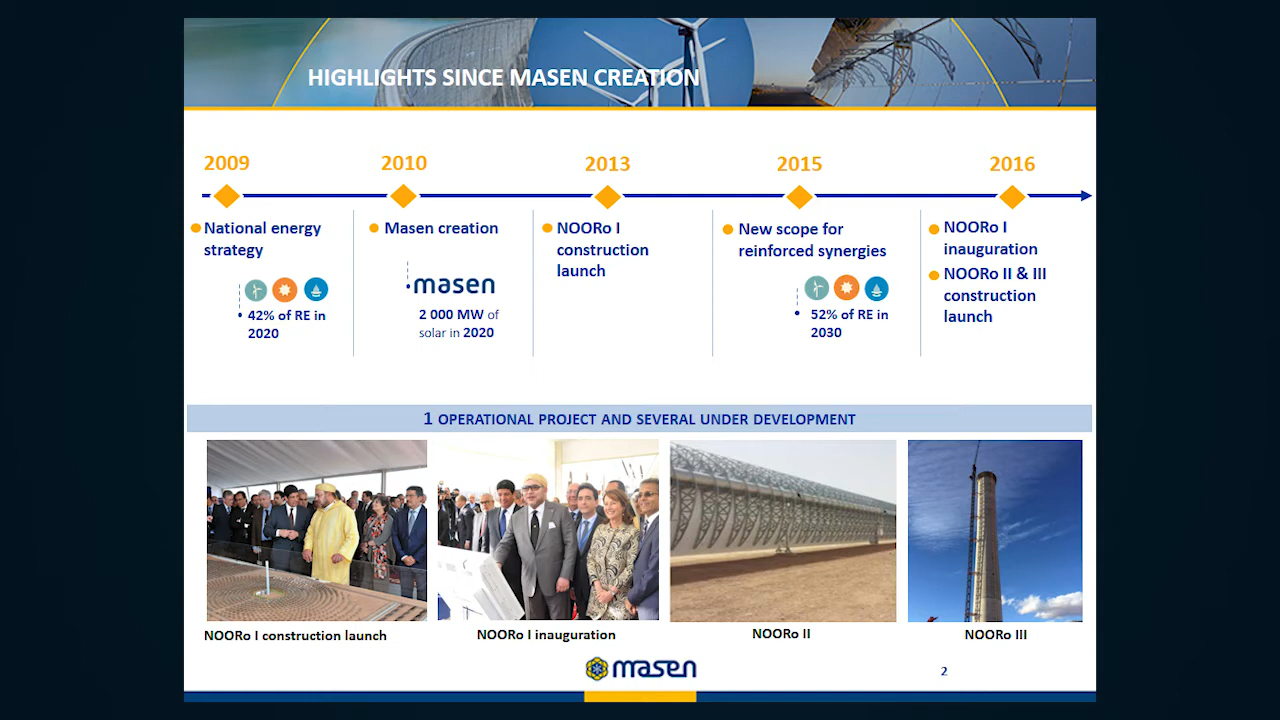 HIGHLIGHTS SINCE MASEN CREATION
2009
2010
2013
2015
2016
National energy
strategy
42% of RE in
2020
Masen creation
masen
2 000 MW of
solar in 2020
NOORo I
construction
launch
New scope for
reinforced synergies
52% of RE in
2030
NOORo I
inauguration
NOORo II & III
construction
launch
1 OPERATIONAL PROJECT AND SEVERAL UNDER DEVELOPMENT
NOORo I construction launch
NOORo I inauguration
NOORo II
NOORo III
masen
2